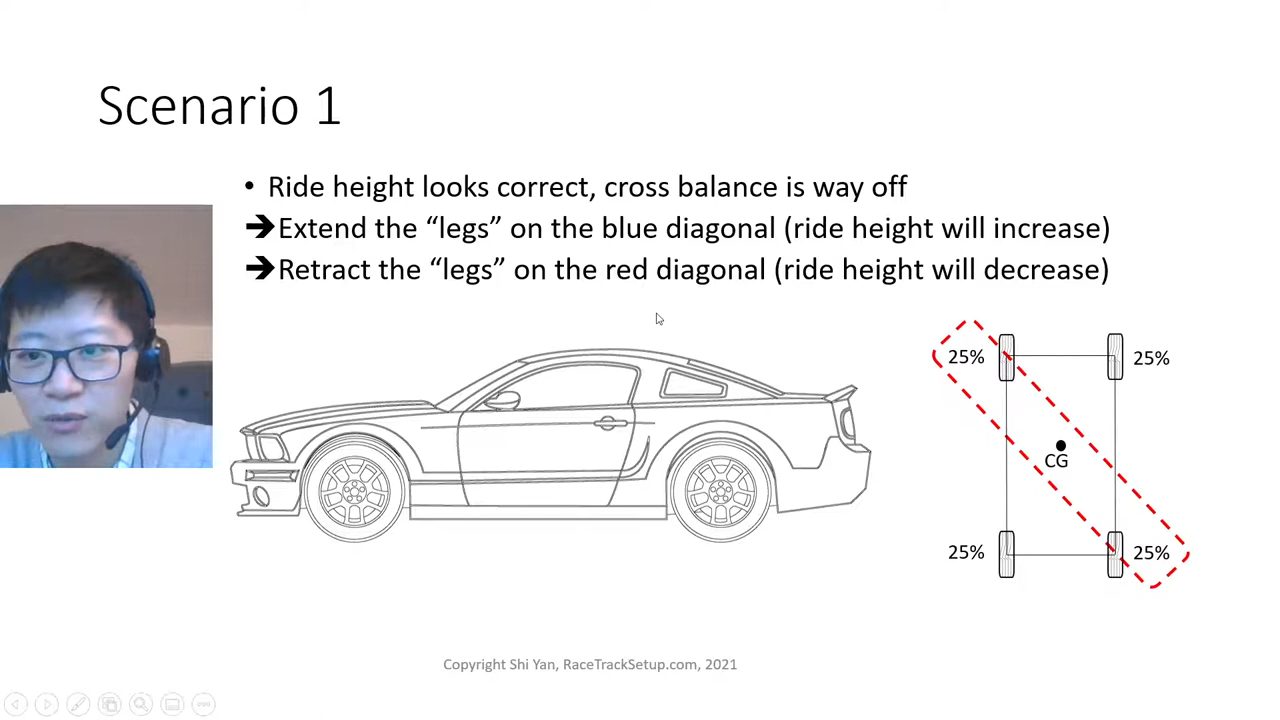 Scenario 1
• Ride height looks correct, cross balance is way off
➔Extend the “legs” on the blue diagonal (ride height will increase)
➔Retract the “legs” on the red diagonal (ride height will decrease)
25% 25%
CG
25% 25%
Copyright Shi Yan, RaceTrackSetup.com, 2021